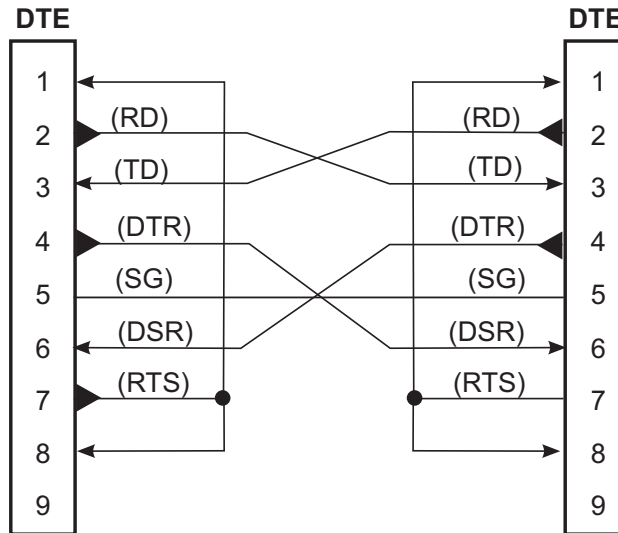 DTE DTE
1 1
2 (RD) (RD) 2
3 (TD) (TD) 3
4 (DTR) (DTR) 4
5 (SG) (SG) 5
6 (DSR) (DSR) 6
7 (RTS) (RTS) 7
8 8
9 9